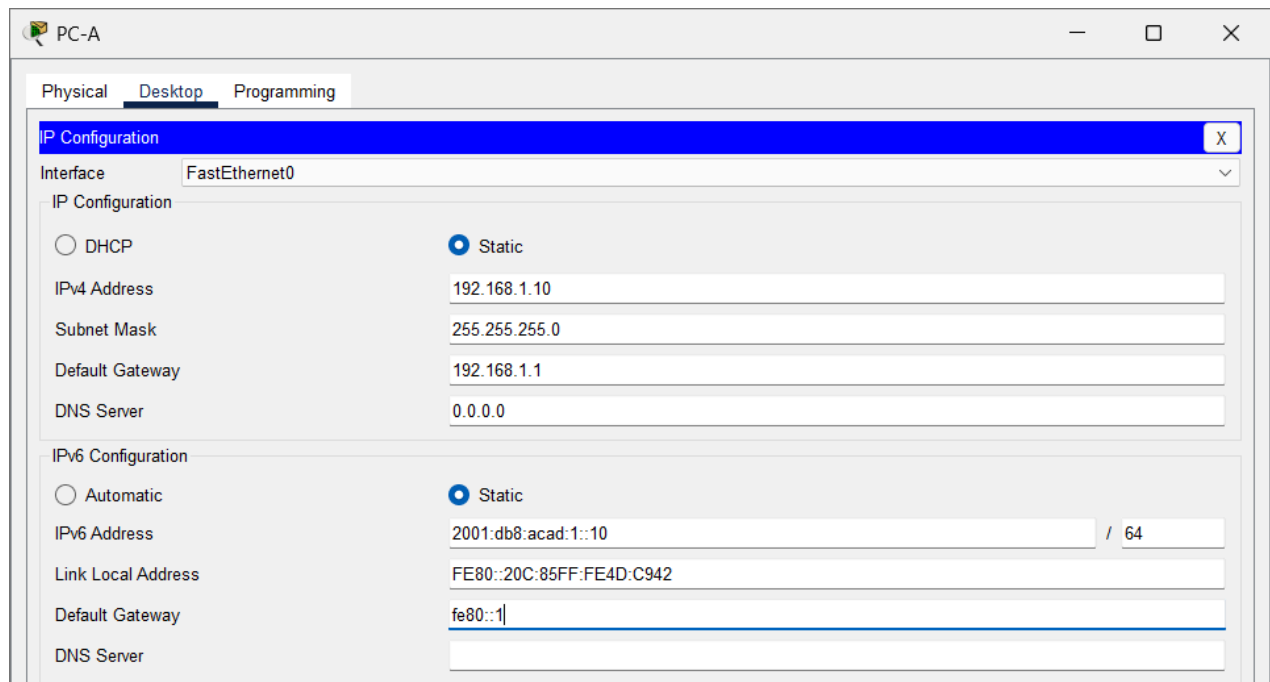 PC-A
Physical Desktop Programming
IP Configuration X
Interface FastEthernet0
IP Configuration
DHCP Static
IPv4 Address 192.168.1.10
Subnet Mask 255.255.255.0
Default Gateway 192.168.1.1
DNS Server 0.0.0.0
IPv6 Configuration
Automatic Static
IPv6 Address 2001:db8:acad:1::10 / 64
Link Local Address FE80::20C:85FF:FE4D:C942
Default Gateway fe80::1
DNS Server